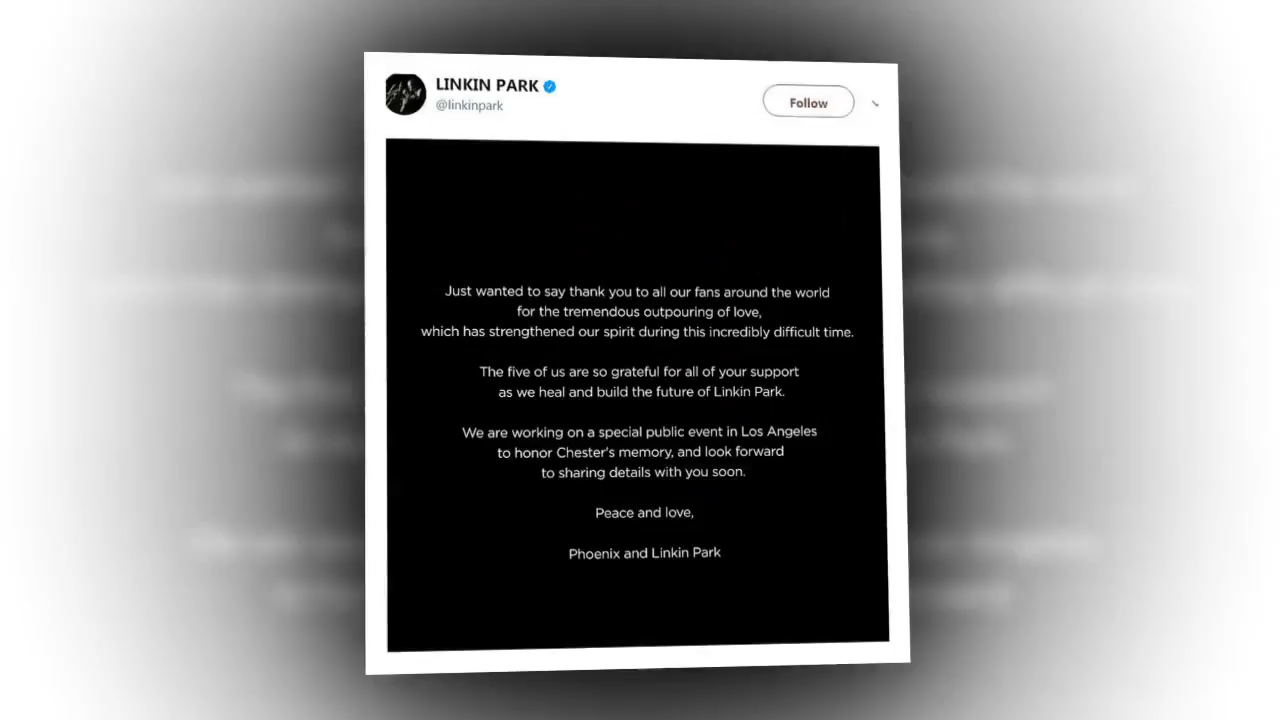 LINKIN PARK
@linkinpark
Follow
Just wanted to say thank you to all our fans around the world
for the tremendous outpouring of love,
which has strengthened our spirit during this incredibly difficult time.
The five of us are so grateful for all of your support
as we heal and build the future of Linkin Park.
We are working on a special public event in Los Angeles
to honor Chester's memory, and look forward
to sharing details with you soon.
Peace and love,
Phoenix and Linkin Park